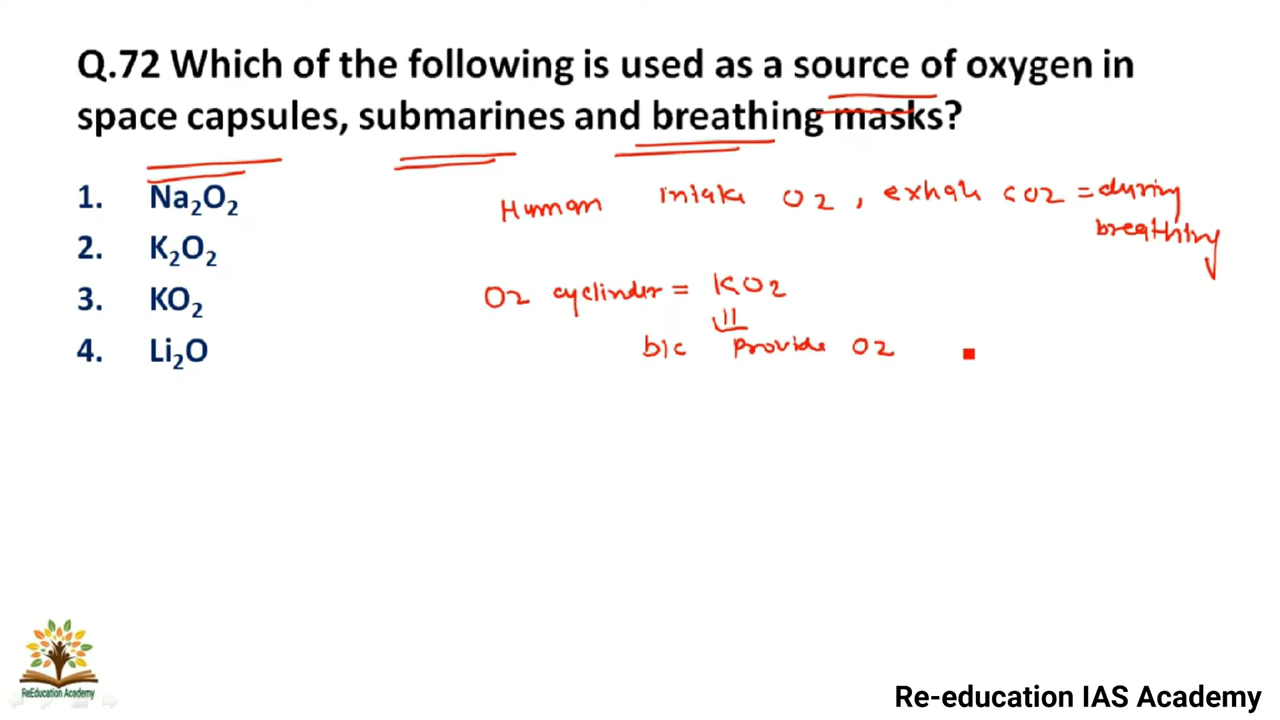 Q.72 Which of the following is used as a source of oxygen in
space capsules, submarines and breathing masks?
1. Na₂O₂
2. K₂O₂
3. KO₂
4. Li₂O
Human intake O2, exhale CO2 = during
breathing
O2 cyclinder = KO2
b/c provide O2
ReEducation Academy
Re-education IAS Academy